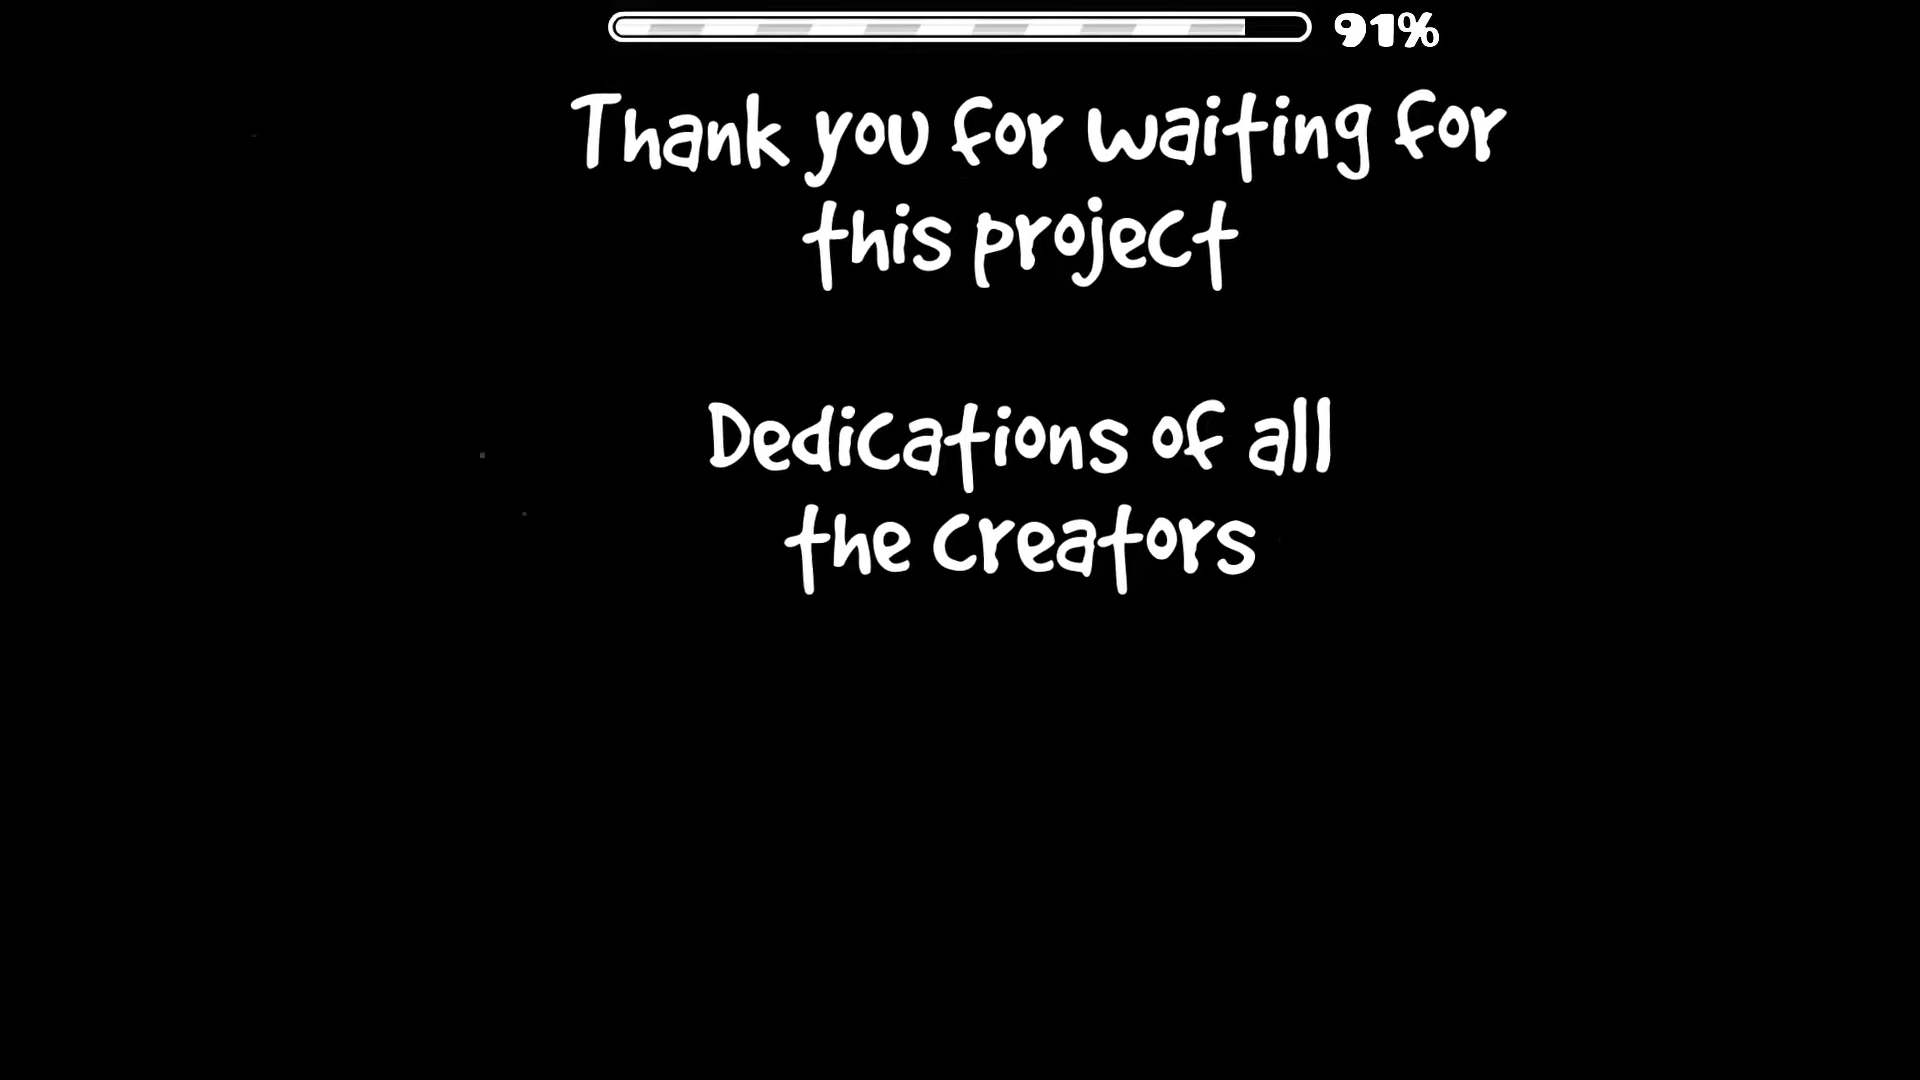 91%
Thank you for waiting for
this project
Dedications of all
the creators